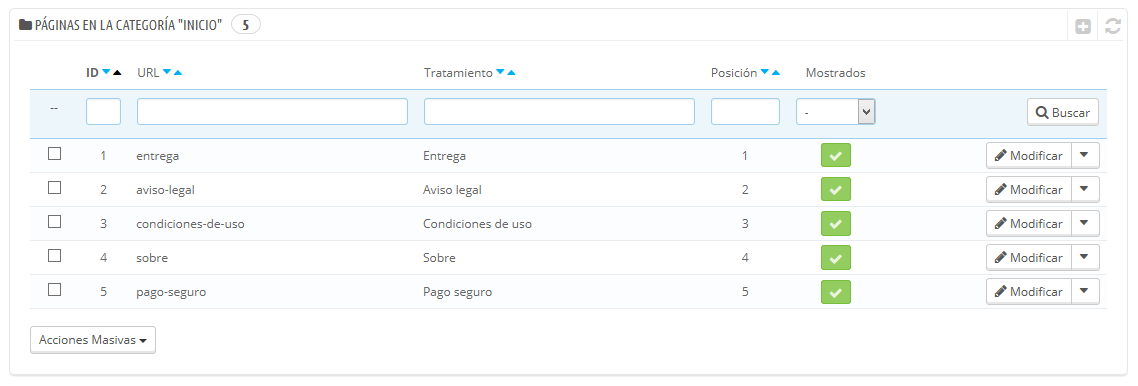 PÁGINAS EN LA CATEGORÍA "INICIO" 5
ID URL Tratamiento Posición Mostrados
-- - Buscar
1 entrega Entrega 1 Modificar
2 aviso-legal Aviso legal 2 Modificar
3 condiciones-de-uso Condiciones de uso 3 Modificar
4 sobre Sobre 4 Modificar
5 pago-seguro Pago seguro 5 Modificar
Acciones Masivas